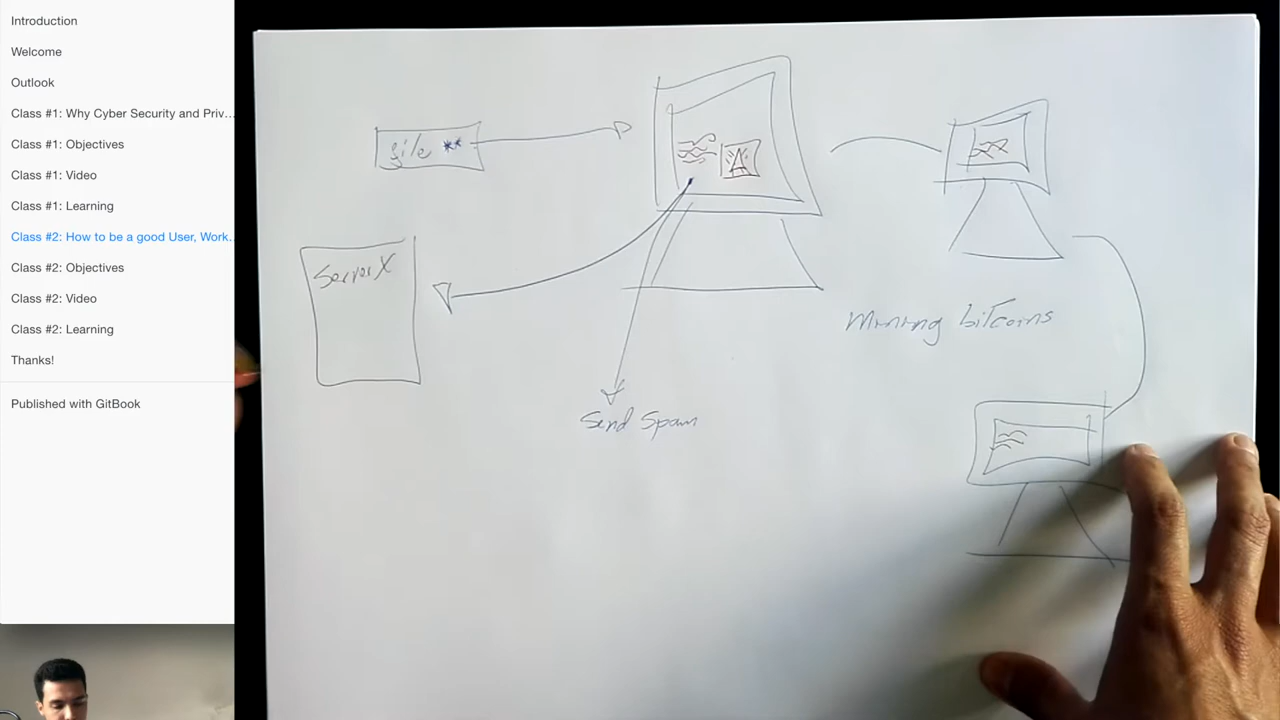 Introduction
Welcome
Outlook
Class #1: Why Cyber Security and Priv...
Class #1: Objectives
Class #1: Video
Class #1: Learning
Class #2: How to be a good User, Work...
Class #2: Objectives
Class #2: Video
Class #2: Learning
Thanks!
Published with GitBook
file **
A
Server X
Mining bitcoins
Send Spam